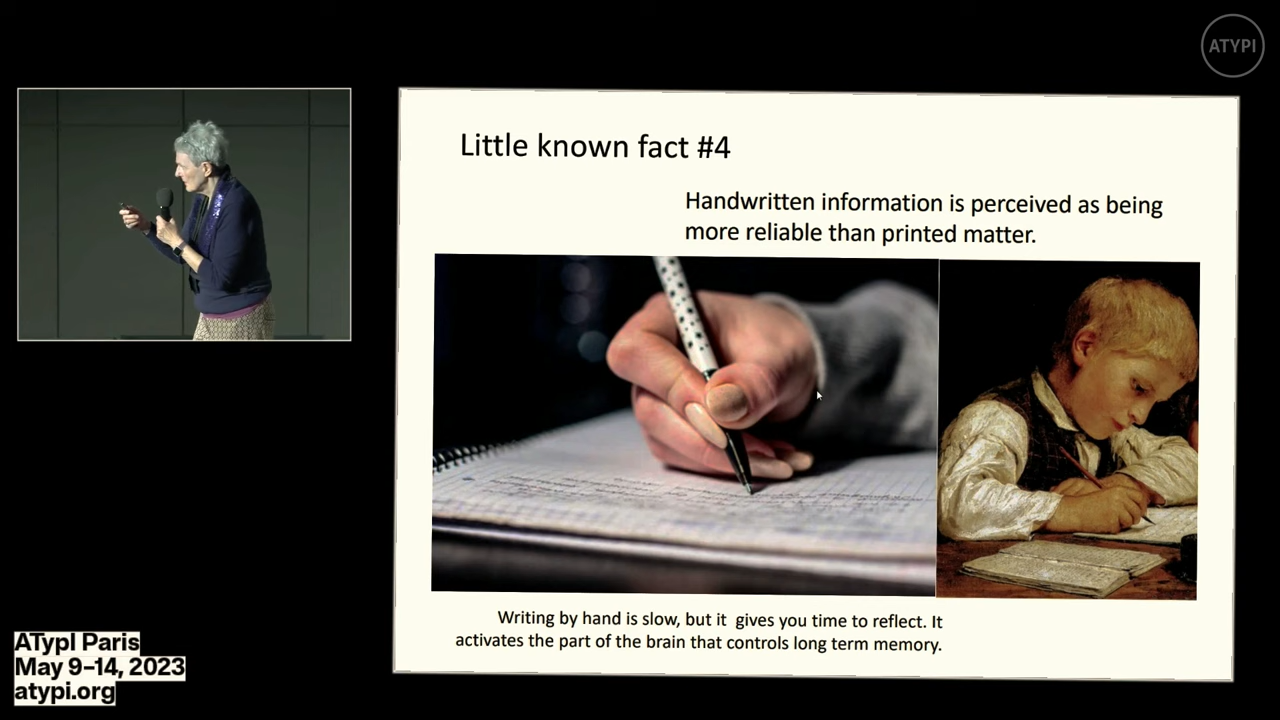 ATYPI
Little known fact #4
Handwritten information is perceived as being
more reliable than printed matter.
Writing by hand is slow, but it  gives you time to reflect. It
activates the part of the brain that controls long term memory.
ATypI Paris
May 9–14, 2023
atypi.org